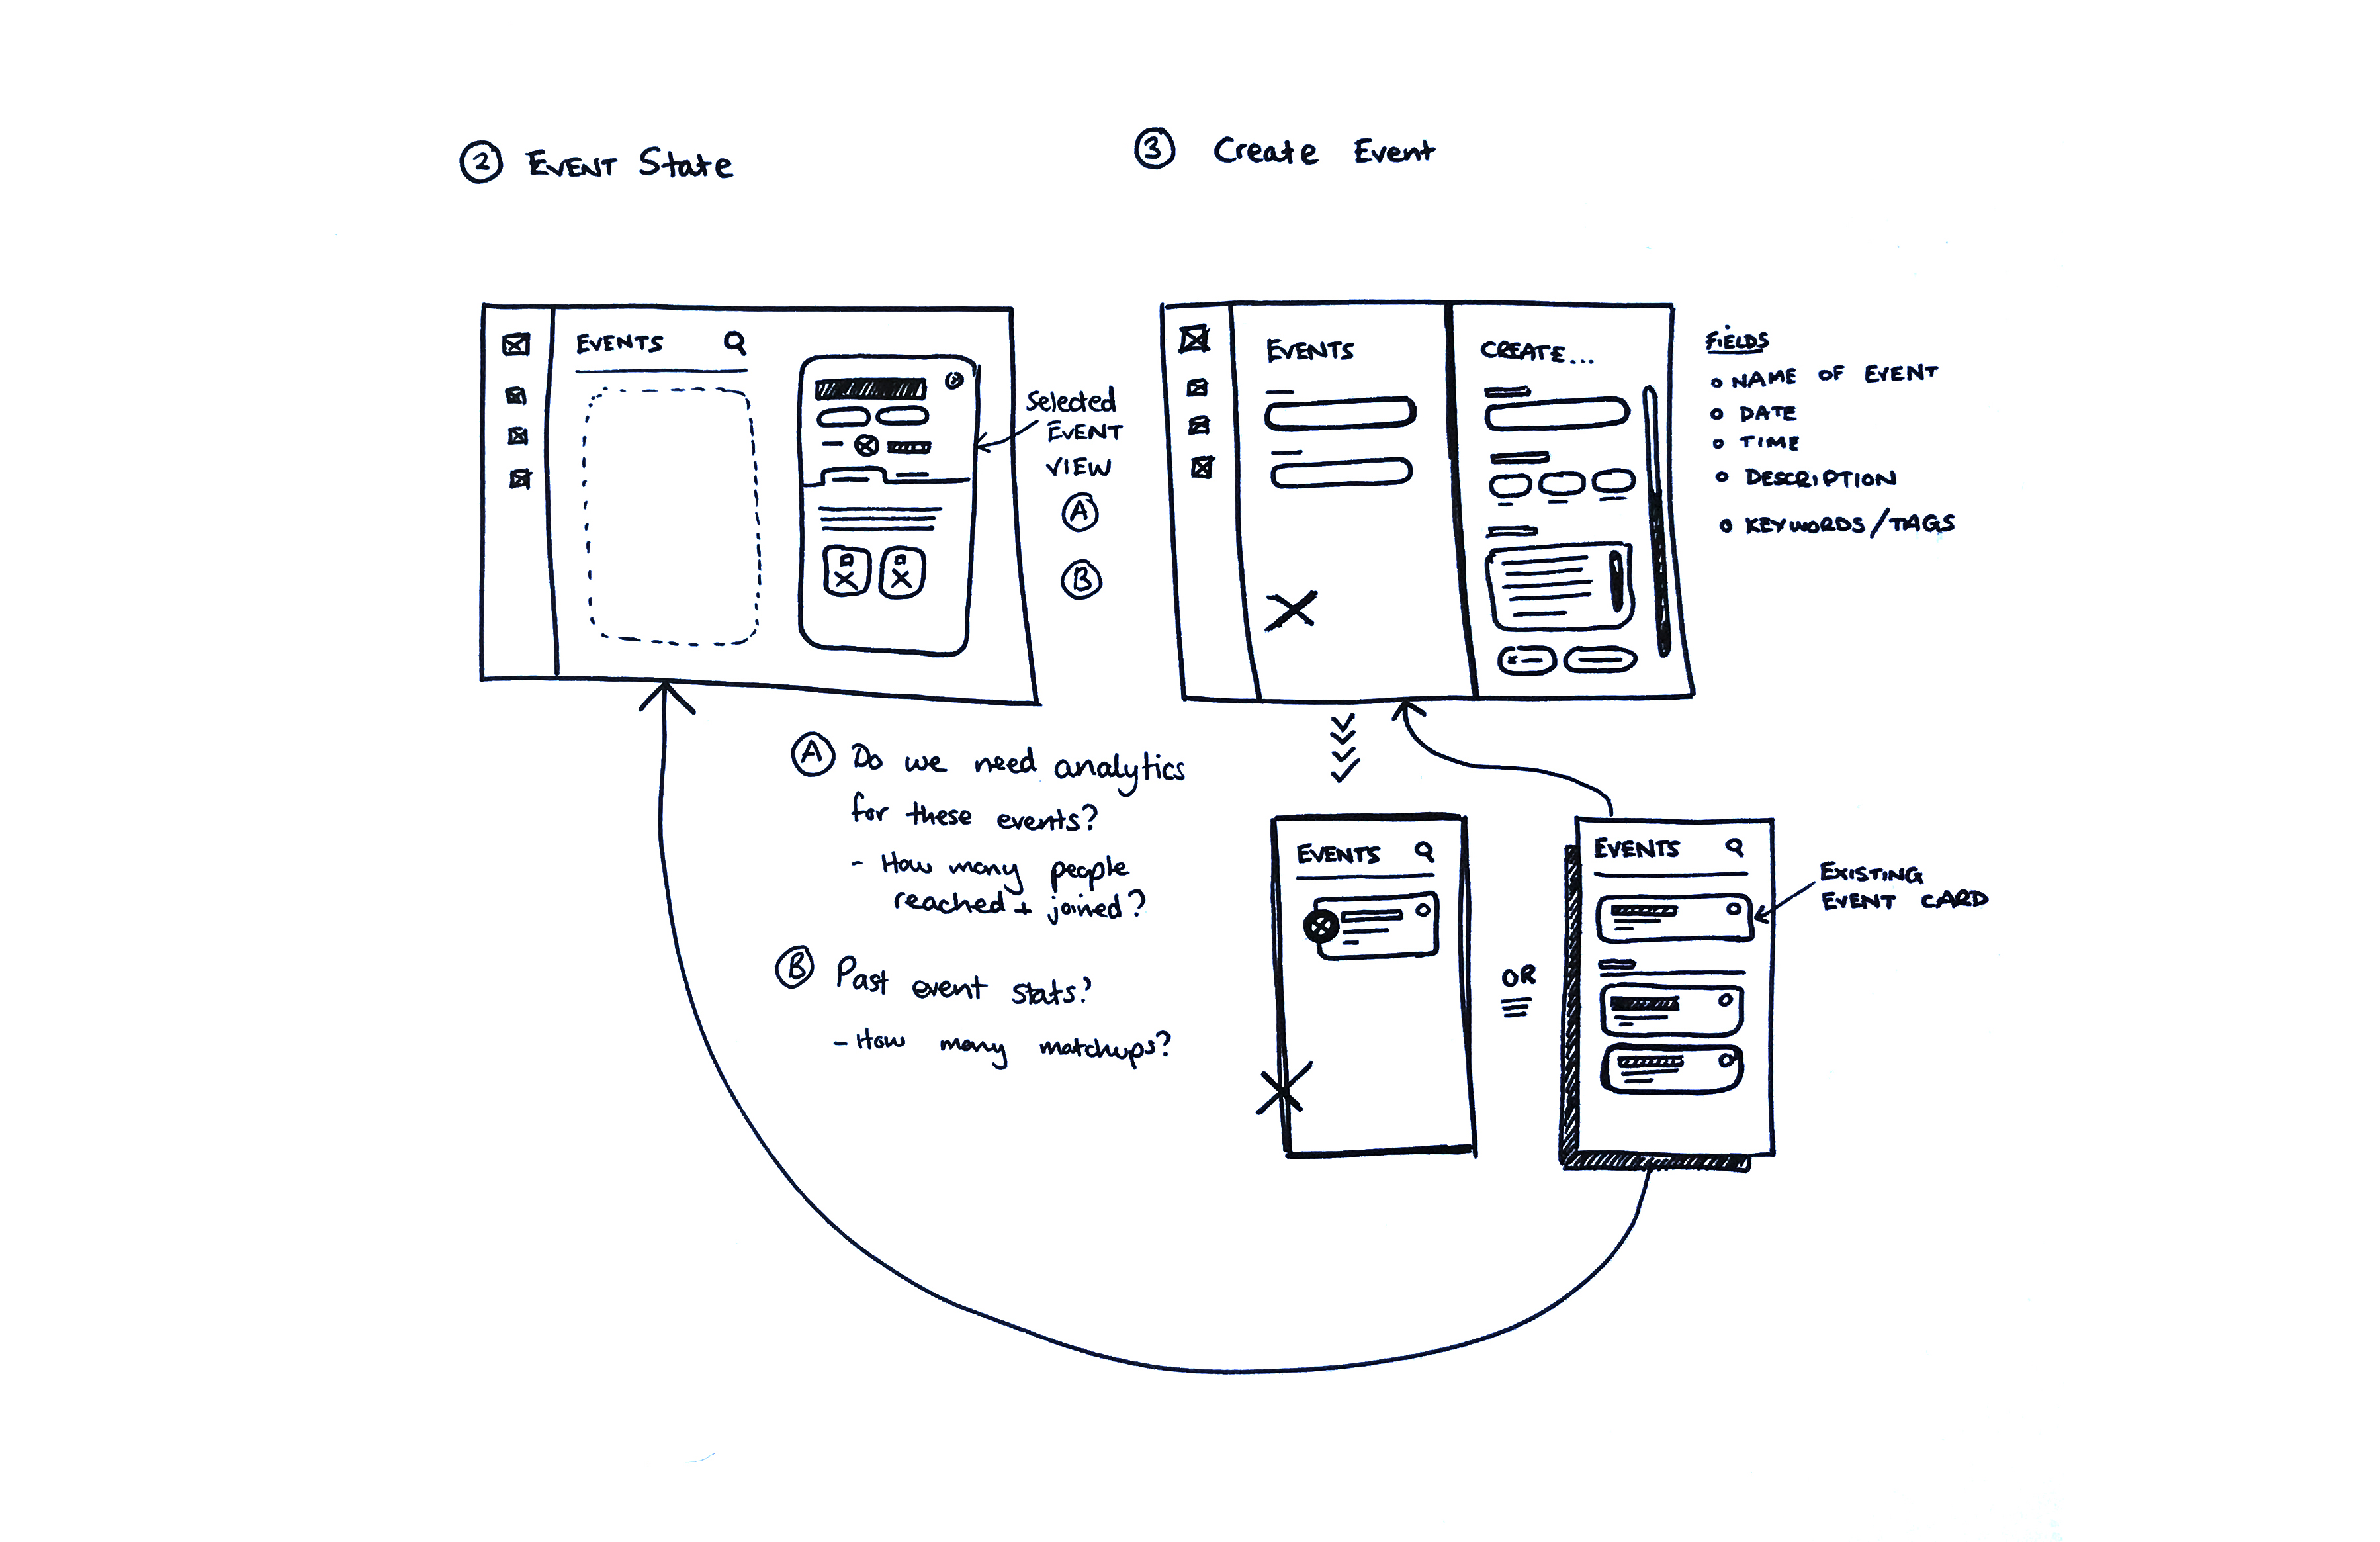 2 EVENT State
3 Create Event
EVENTS
Selected
EVENT
VIEW
A
B
EVENTS
CREATE...
FIELDS
NAME OF EVENT
DATE
TIME
DESCRIPTION
KEYWORDS/TAGS
A Do we need analytics
for these events?
- How many people
reached + joined?
B Past event stats?
- How many matchups?
EVENTS
OR
EVENTS
EXISTING
EVENT CARD